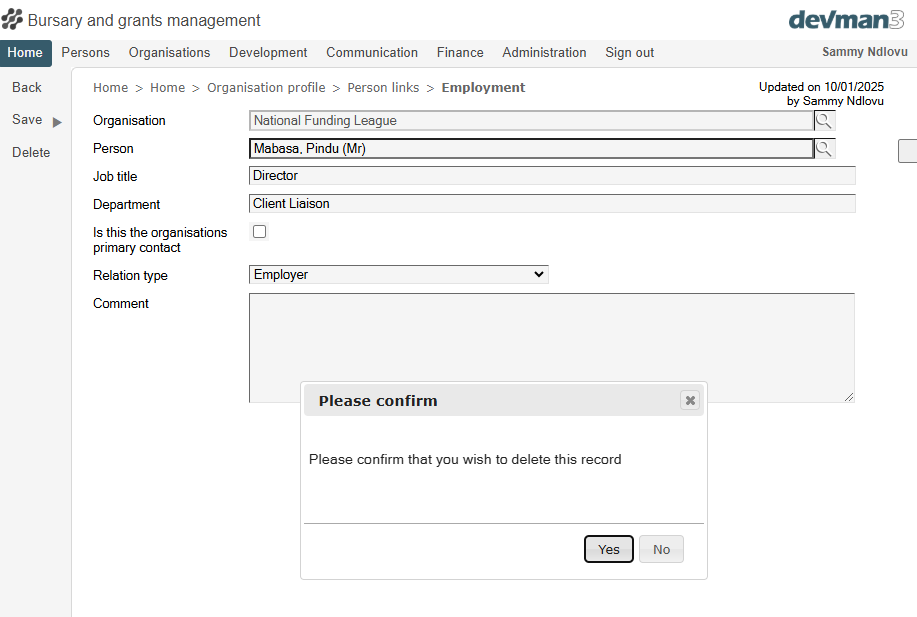 Bursary and grants management
devman3
Home Persons Organisations Development Communication Finance Administration Sign out Sammy Ndlovu
Back
Save
Delete
Home > Home > Organisation profile > Person links > Employment
Updated on 10/01/2025
by Sammy Ndlovu
Organisation National Funding League
Person Mabasa, Pindu (Mr)
Job title Director
Department Client Liaison
Is this the organisations
primary contact
Relation type Employer
Comment
Please confirm
Please confirm that you wish to delete this record
Yes No